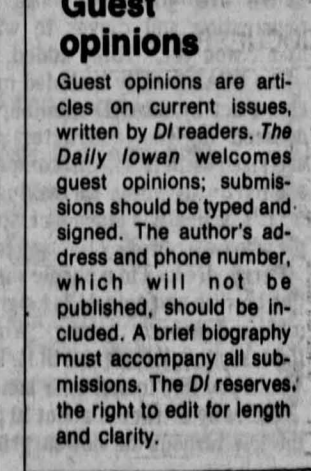 Guest
opinions
Guest opinions are arti-
cles on current issues,
written by DI readers. The
Daily Iowan welcomes
guest opinions; submis-
sions should be typed and
signed. The author's ad-
dress and phone number,
which will not be
published, should be in-
cluded. A brief biography
must accompany all sub-
missions. The DI reserves
the right to edit for length
and clarity.